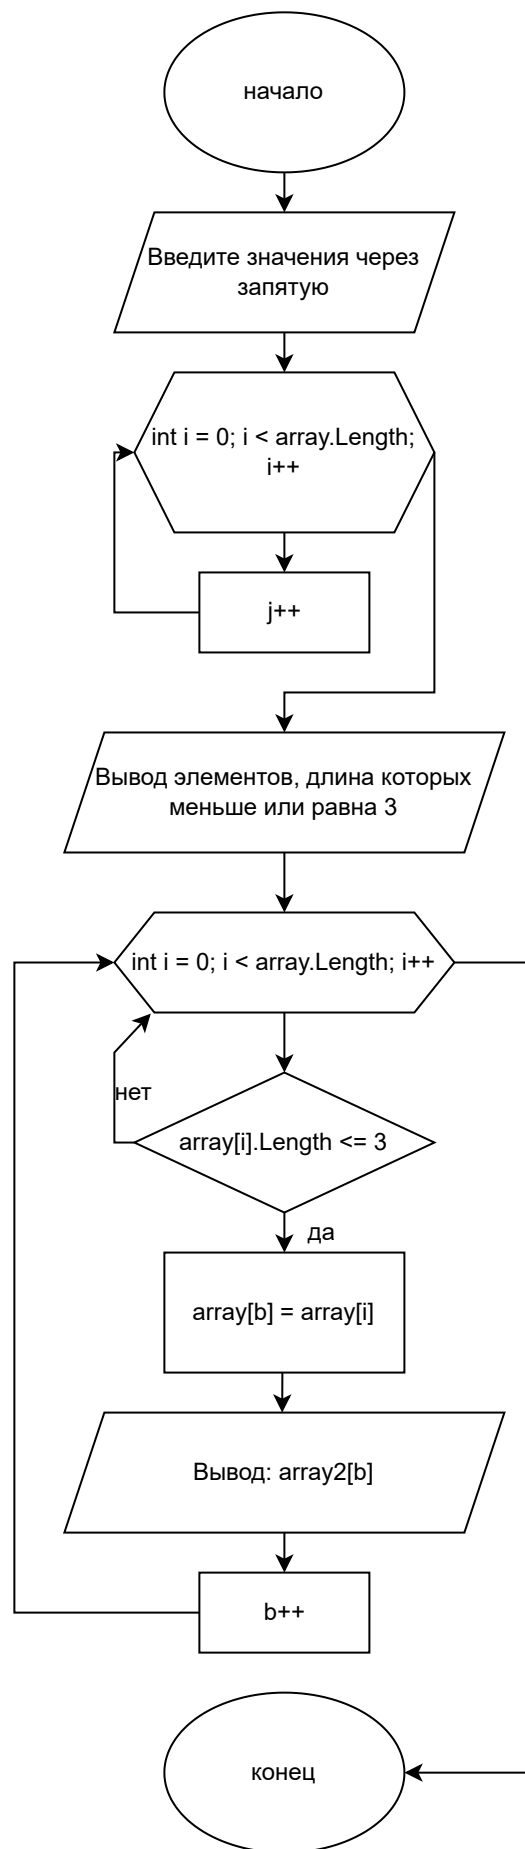 начало
Введите значения через
запятую
int i = 0; i < array.Length;
i++
j++
Вывод элементов, длина которых
меньше или равна 3
int i = 0; i < array.Length; i++
нет
array[i].Length <= 3
да
array[b] = array[i]
Вывод: array2[b]
b++
конец